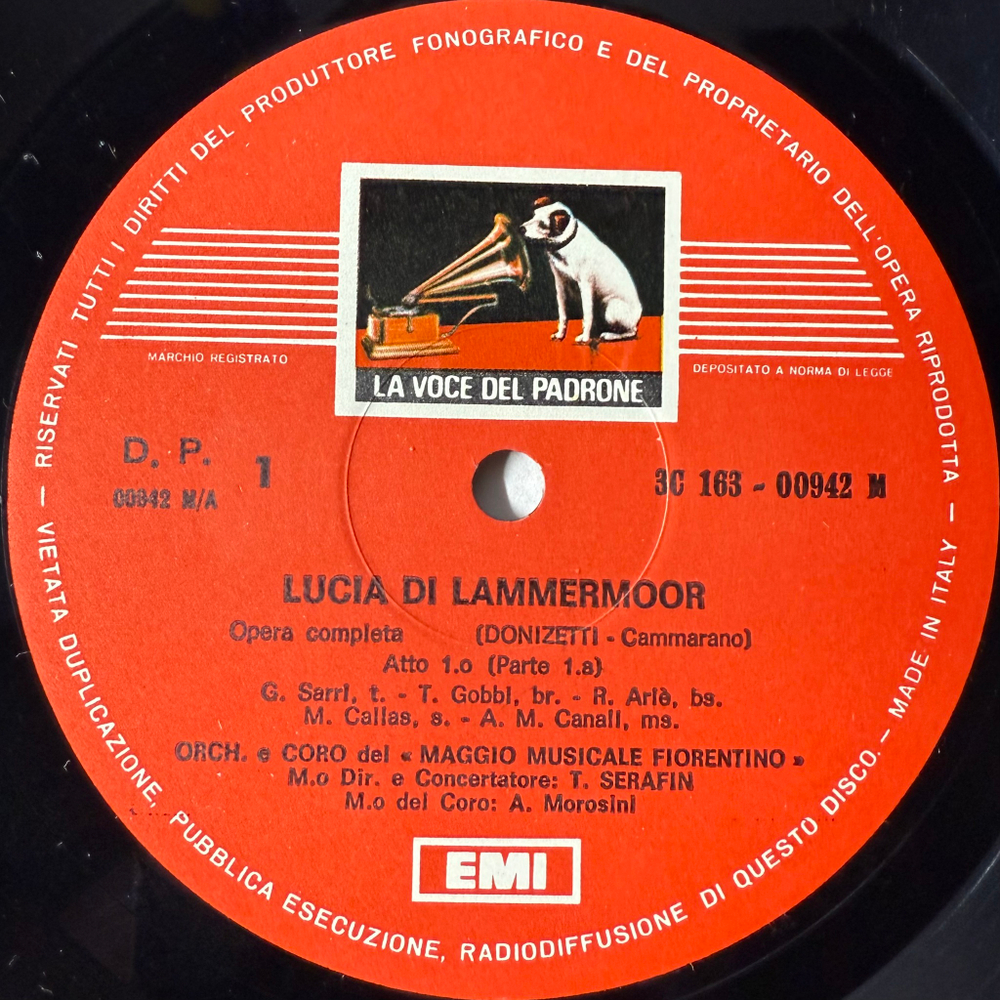 — RISERVATI TUTTI I DIRITTI DEL PRODUTTORE FONOGRAFICO E DEL PROPRIETARIO DELL'OPERA RIPRODOTTA —
LA VOCE DEL PADRONE
MARCHIO REGISTRATO
DEPOSITATO A NORMA DI LEGGE
D. P. 1
00942 M/A
3C 163 - 00942 M
LUCIA DI LAMMERMOOR
Opera completa (DONIZETTI - Cammarano)
Atto 1.o (Parte 1.a)
G. Sarri, t. - T. Gobbi, br. - R. Ariè, bs.
M. Callas, s. - A. M. Canali, ms.
ORCH. e CORO del « MAGGIO MUSICALE FIORENTINO »
M.o Dir. e Concertatore: T. SERAFIN
M.o del Coro: A. Morosini
EMI
VIETATA DUPLICAZIONE, PUBBLICA ESECUZIONE, RADIODIFFUSIONE DI QUESTO DISCO. - MADE IN ITALY